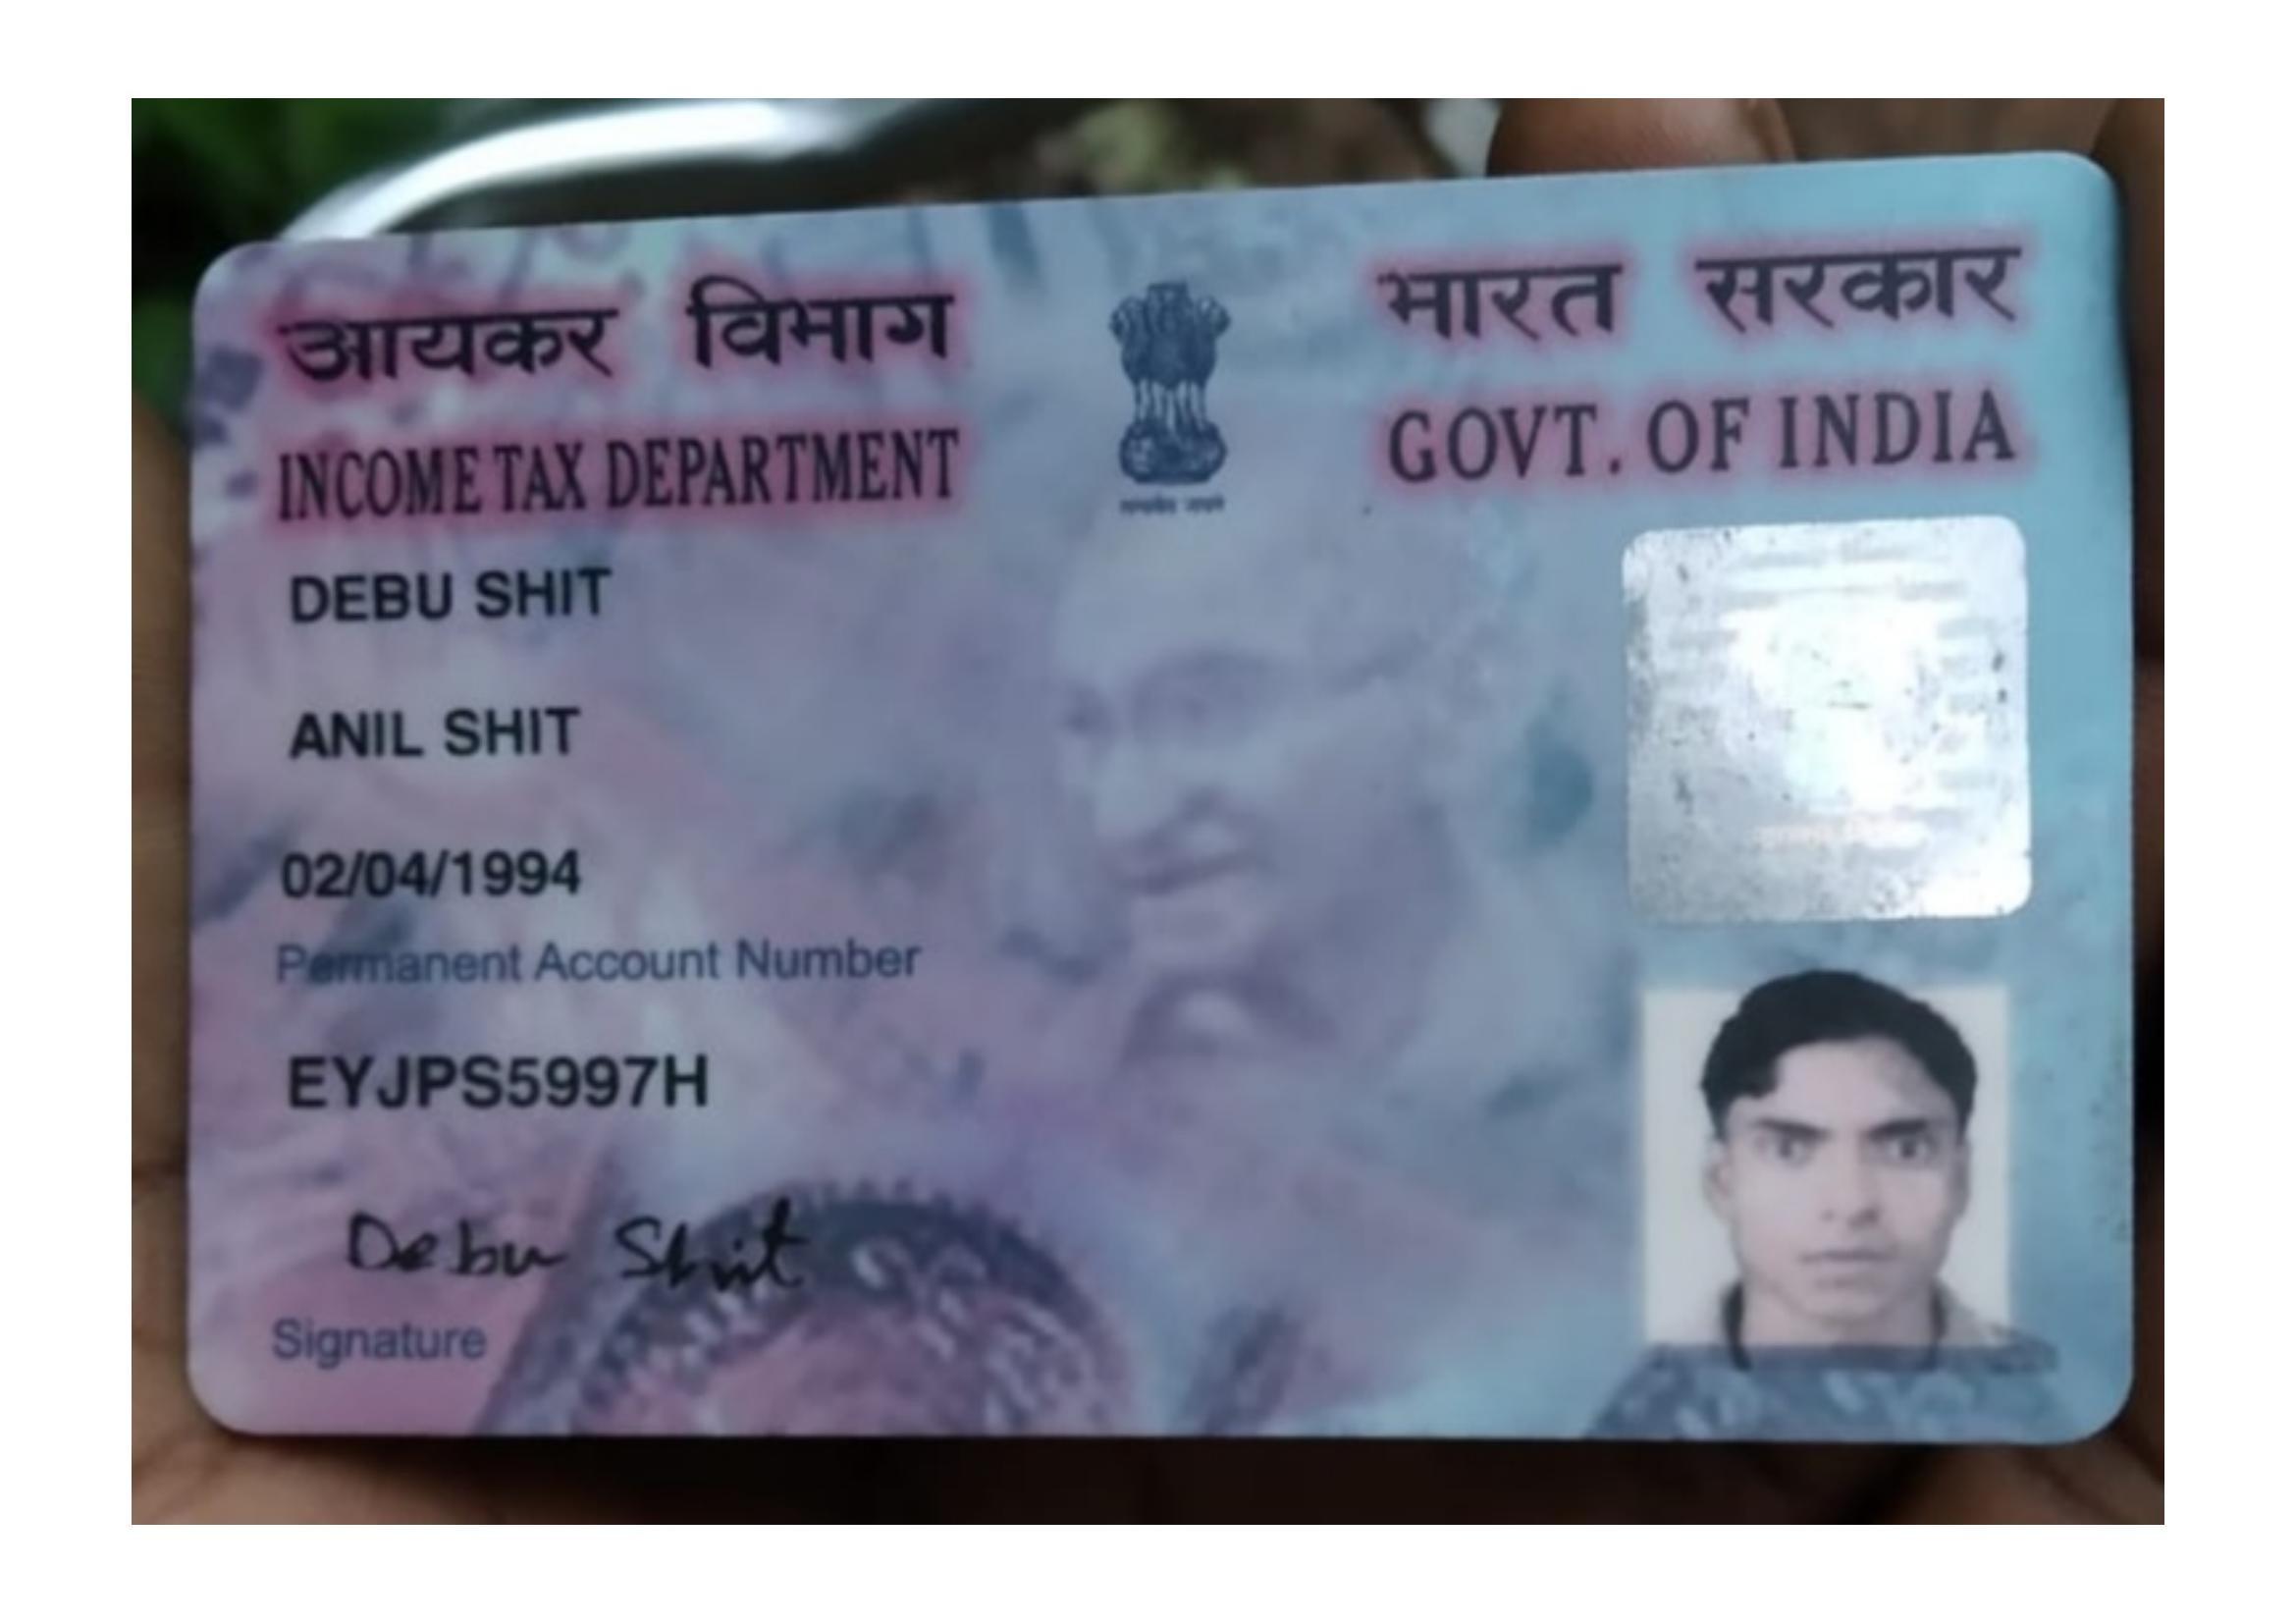 आयकर विभाग
INCOME TAX DEPARTMENT
भारत सरकार
GOVT. OF INDIA
DEBU SHIT
ANIL SHIT
02/04/1994
Permanent Account Number
EYJPS5997H
Debu Shit
Signature